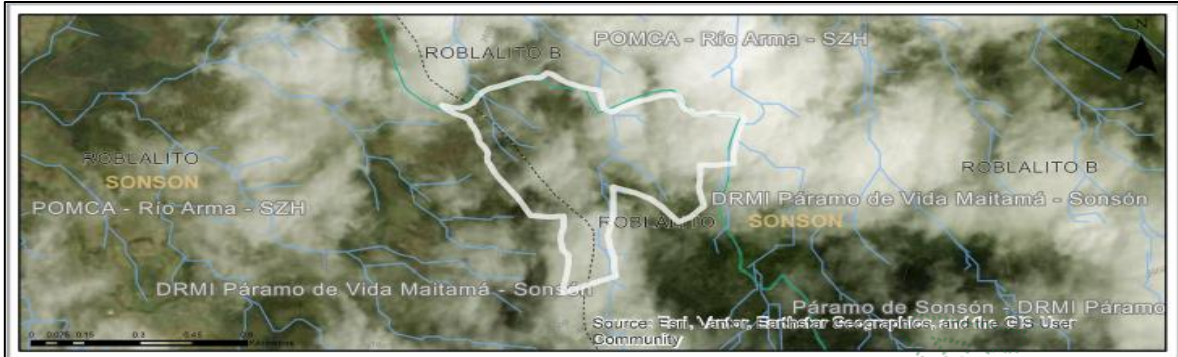 N
POMCA - Río Arma - SZH
ROBLALITO B
ROBLALITO
SONSON
POMCA - Río Arma - SZH
ROBLALITO B
DRMI Páramo de Vida Maitamá - Sonsón
ROBLALITO
SONSON
DRMI Páramo de Vida Maitamá - Sonsón
Páramo de Sonsón - DRMI Páramo
0 0,075 0,15 0,3 0,45
Source: Esri, Vantor, Earthstar Geographics, and the GIS User
Community